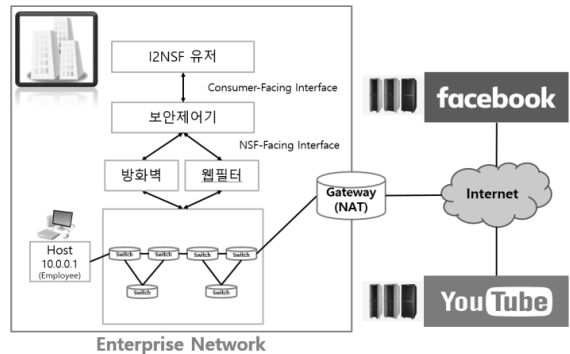 I2NSF 유저
Consumer-Facing Interface
보안제어기
NSF-Facing Interface
방화벽
웹필터
Host
10.0.0.1
(Employee)
Switch
Switch
Switch
Switch
Switch
Switch
Gateway
(NAT)
Internet
facebook
YouTube
Enterprise Network